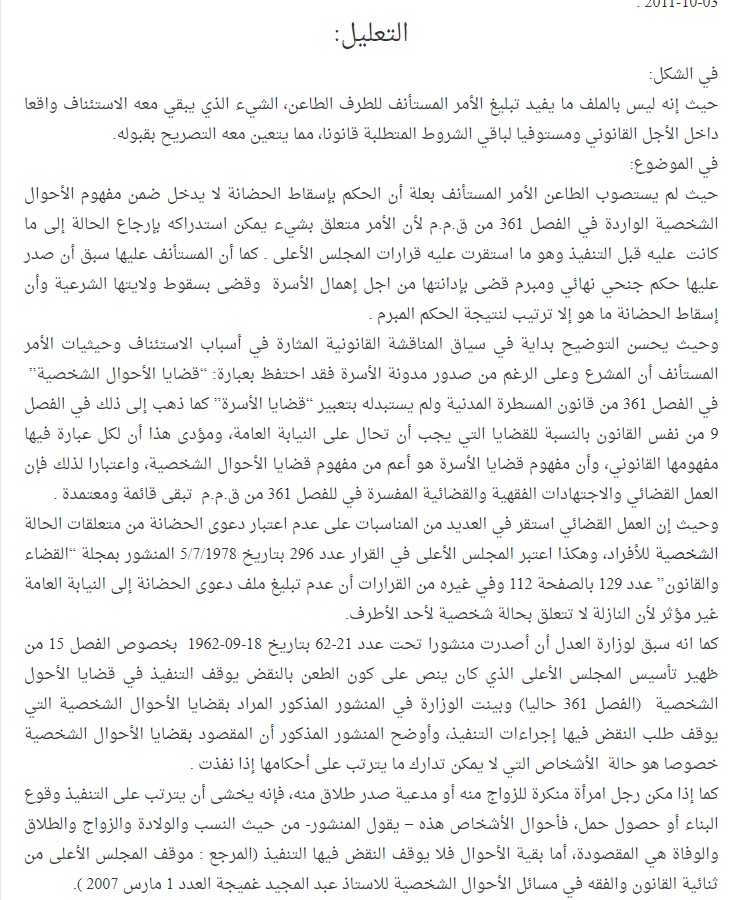 2011-10-03 .
التعليل:
في الشكل:
حيث إنه ليس بالملف ما يفيد تبليغ الأمر المستأنف للطرف الطاعن، الشيء الذي يبقي معه الاستئناف واقعا
داخل الأجل القانوني ومستوفيا لباقي الشروط المتطلبة قانونا، مما يتعين معه التصريح بقبوله.
في الموضوع:
حيث لم يستصوب الطاعن الأمر المستأنف بعلة أن الحكم بإسقاط الحضانة لا يدخل ضمن مفهوم الأحوال
الشخصية الواردة في الفصل 361 من ق.م.م لأن الأمر متعلق بشيء يمكن استدراكه بإرجاع الحالة إلى ما
كانت عليه قبل التنفيذ وهو ما استقرت عليه قرارات المجلس الأعلى . كما أن المستأنف عليها سبق أن صدر
عليها حكم جنحي نهائي ومبرم قضى بإدانتها من اجل إهمال الأسرة وقضى بسقوط ولايتها الشرعية وأن
إسقاط الحضانة ما هو إلا ترتيب لنتيجة الحكم المبرم .
وحيث يحسن التوضيح بداية في سياق المناقشة القانونية المثارة في أسباب الاستئناف وحيثيات الأمر
المستأنف أن المشرع وعلى الرغم من صدور مدونة الأسرة فقد احتفظ بعبارة: “قضايا الأحوال الشخصية”
في الفصل 361 من قانون المسطرة المدنية ولم يستبدله بتعبير “قضايا الأسرة” كما ذهب إلى ذلك في الفصل
9 من نفس القانون بالنسبة للقضايا التي يجب أن تحال على النيابة العامة، ومؤدى هذا أن لكل عبارة فيها
مفهومها القانوني، وأن مفهوم قضايا الأسرة هو أعم من مفهوم قضايا الأحوال الشخصية، واعتبارا لذلك فإن
العمل القضائي والاجتهادات الفقهية والقضائية المفسرة في للفصل 361 من ق.م.م تبقى قائمة ومعتمدة .
وحيث إن العمل القضائي استقر في العديد من المناسبات على عدم اعتبار دعوى الحضانة من متعلقات الحالة
الشخصية للأفراد، وهكذا اعتبر المجلس الأعلى في القرار عدد 296 بتاريخ 5/7/1978 المنشور بمجلة “القضاء
والقانون” عدد 129 بالصفحة 112 وفي غيره من القرارات أن عدم تبليغ ملف دعوى الحضانة إلى النيابة العامة
غير مؤثر لأن النازلة لا تتعلق بحالة شخصية لأحد الأطرف.
كما انه سبق لوزارة العدل أن أصدرت منشورا تحت عدد 21-62 بتاريخ 18-09-1962 بخصوص الفصل 15 من
ظهير تأسيس المجلس الأعلى الذي كان ينص على كون الطعن بالنقض يوقف التنفيذ في قضايا الأحول
الشخصية (الفصل 361 حاليا) وبينت الوزارة في المنشور المذكور المراد بقضايا الأحوال الشخصية التي
يوقف طلب النقض فيها إجراءات التنفيذ، وأوضح المنشور المذكور أن المقصود بقضايا الأحوال الشخصية
خصوصا هو حالة الأشخاص التي لا يمكن تدارك ما يترتب على أحكامها إذا نفذت .
كما إذا مكن رجل امرأة منكرة للزواج منه أو مدعية صدر طلاق منه، فإنه يخشى أن يترتب على التنفيذ وقوع
البناء أو حصول حمل، فأحوال الأشخاص هذه – يقول المنشور- من حيث النسب والولادة والزواج والطلاق
والوفاة هي المقصودة، أما بقية الأحوال فلا يوقف النقض فيها التنفيذ (المرجع : موقف المجلس الأعلى من
ثنائية القانون والفقه في مسائل الأحوال الشخصية للاستاذ عبد المجيد غميجة العدد 1 مارس 2007 ).